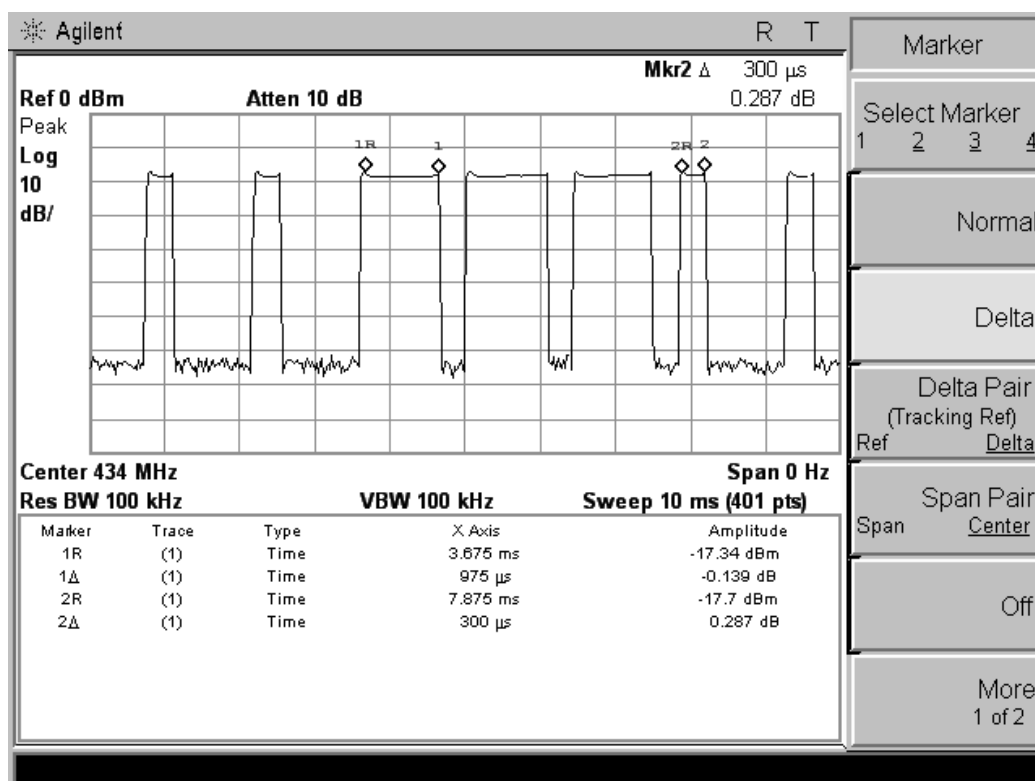 Agilent R T
Mkr2 Δ 300 μs
Ref 0 dBm Atten 10 dB 0.287 dB
Peak
Log
10
dB/
1R 1 2R 2
Center 434 MHz Span 0 Hz
Res BW 100 kHz VBW 100 kHz Sweep 10 ms (401 pts)
Marker Trace Type X Axis Amplitude
1R (1) Time 3.675 ms -17.34 dBm
1Δ (1) Time 975 μs -0.139 dB
2R (1) Time 7.875 ms -17.7 dBm
2Δ (1) Time 300 μs 0.287 dB
Marker
Select Marker
1 2 3 4
Normal
Delta
Delta Pair
(Tracking Ref)
Ref Delta
Span Pair
Span Center
Off
More
1 of 2